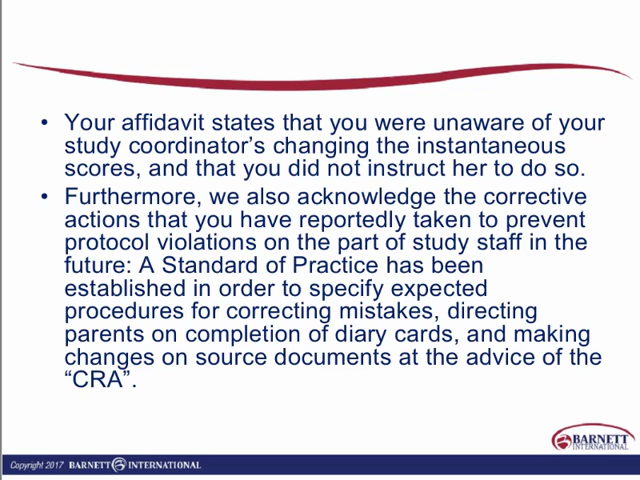 • Your affidavit states that you were unaware of your
study coordinator’s changing the instantaneous
scores, and that you did not instruct her to do so.
• Furthermore, we also acknowledge the corrective
actions that you have reportedly taken to prevent
protocol violations on the part of study staff in the
future: A Standard of Practice has been
established in order to specify expected
procedures for correcting mistakes, directing
parents on completion of diary cards, and making
changes on source documents at the advice of the
“CRA”.
BARNETT
INTERNATIONAL
Copyright 2017 BARNETT INTERNATIONAL